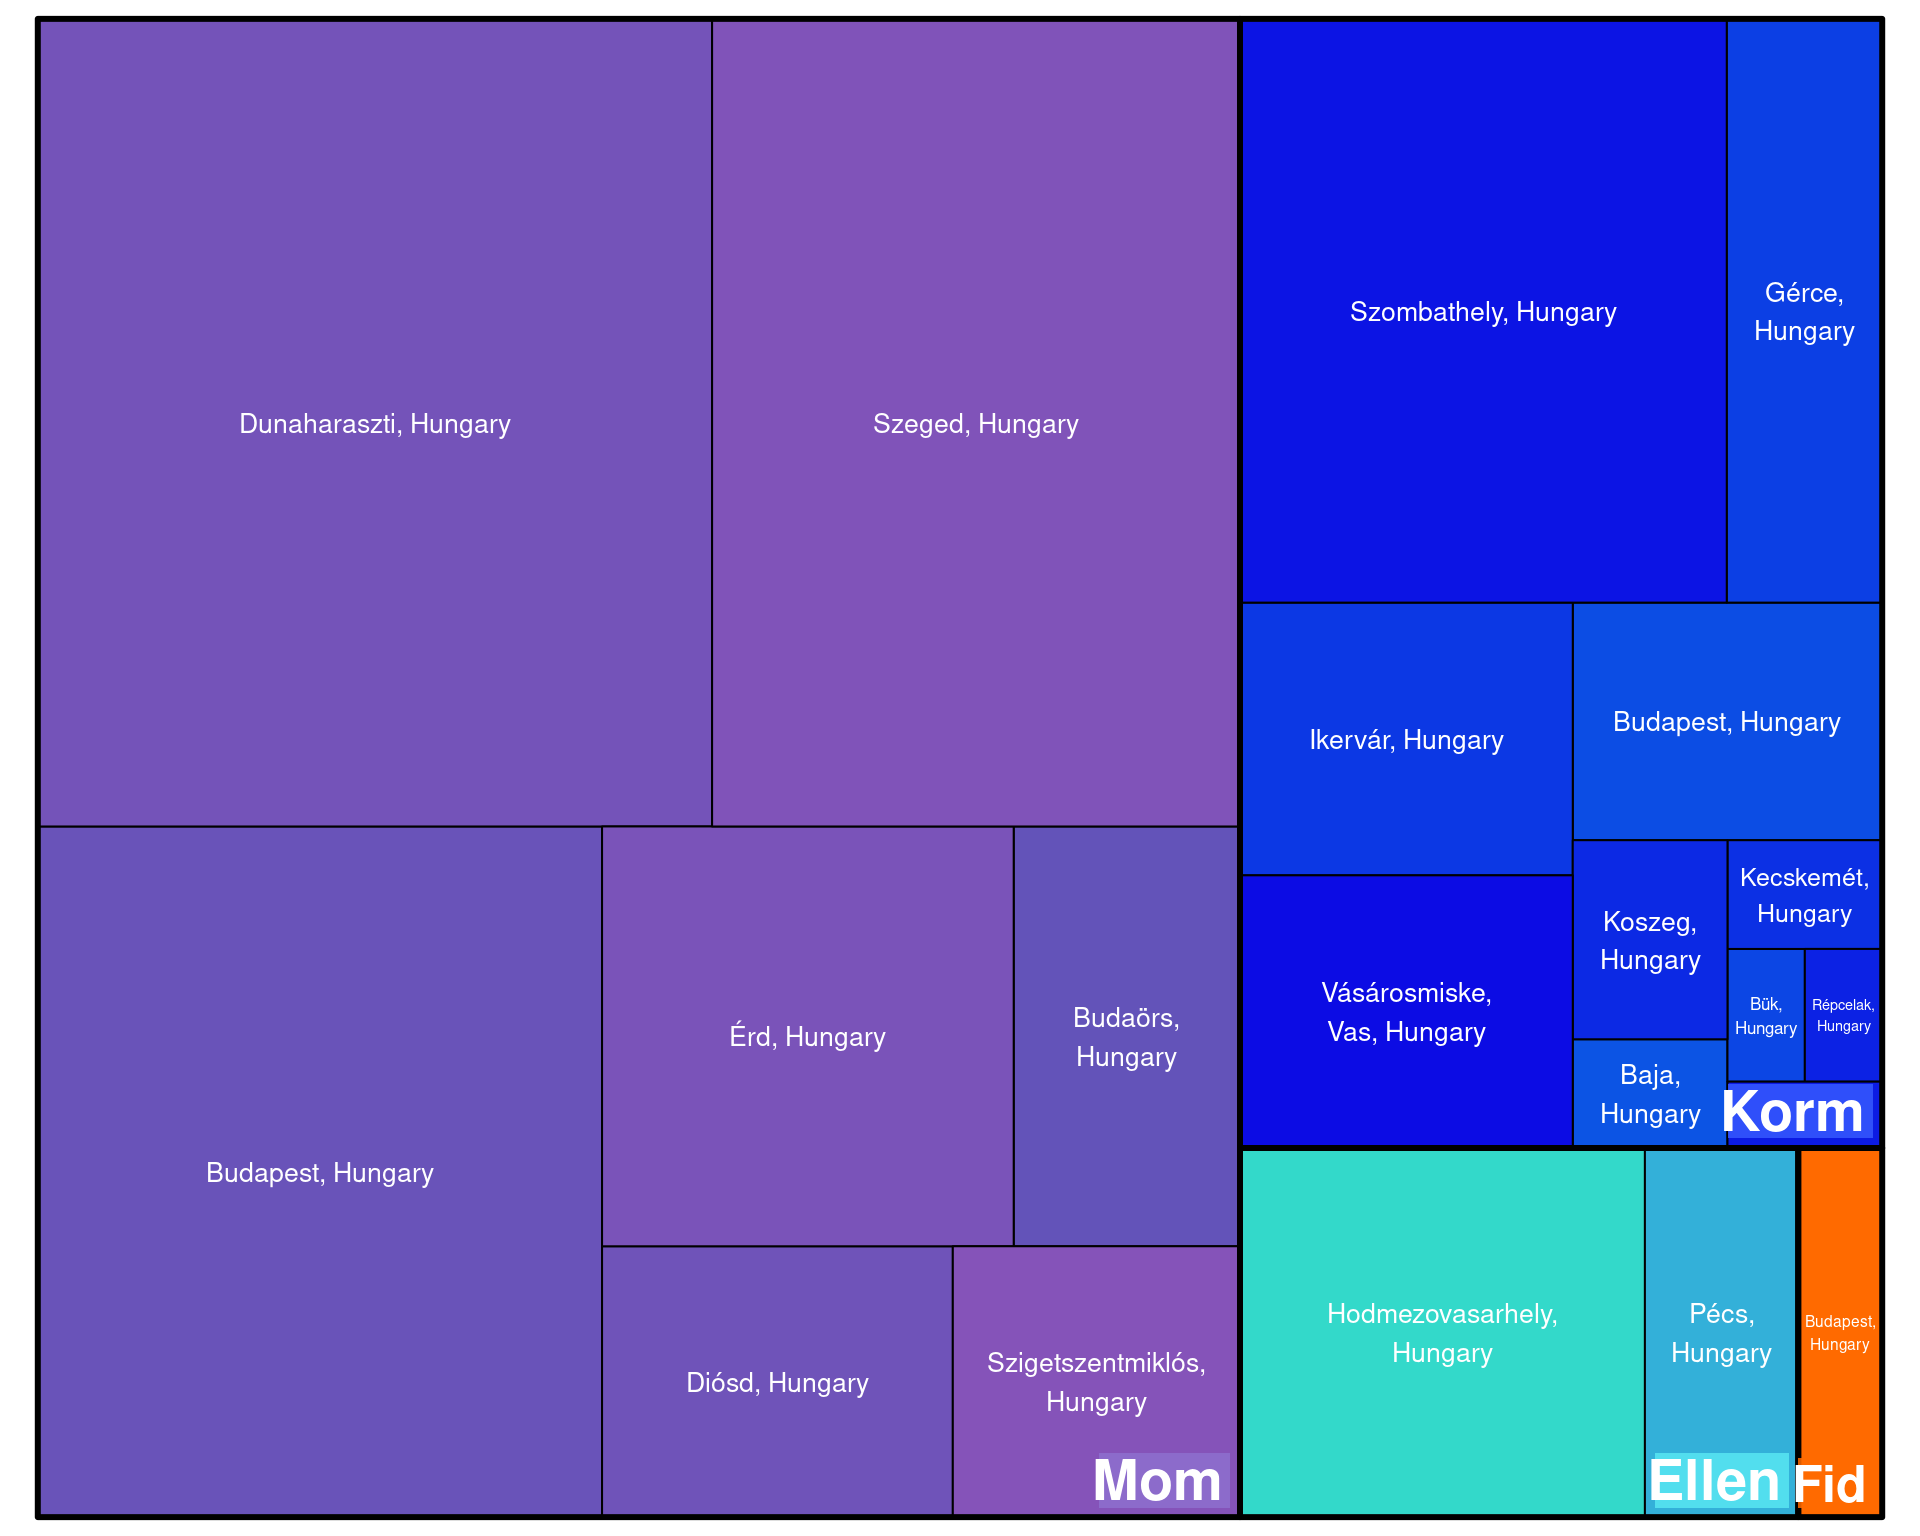 Dunaharaszti, Hungary
Szeged, Hungary
Budapest, Hungary
Érd, Hungary
Budaörs,
Hungary
Diósd, Hungary
Szigetszentmiklós,
Hungary
Mom
Szombathely, Hungary
Gérce,
Hungary
Ikervár, Hungary
Budapest, Hungary
Vásárosmiske,
Vas, Hungary
Koszeg,
Hungary
Kecskemét,
Hungary
Bük,
Hungary
Répcelak,
Hungary
Baja,
Hungary
Korm
Hodmezovasarhely,
Hungary
Pécs,
Hungary
Ellen
Budapest,
Hungary
Fid